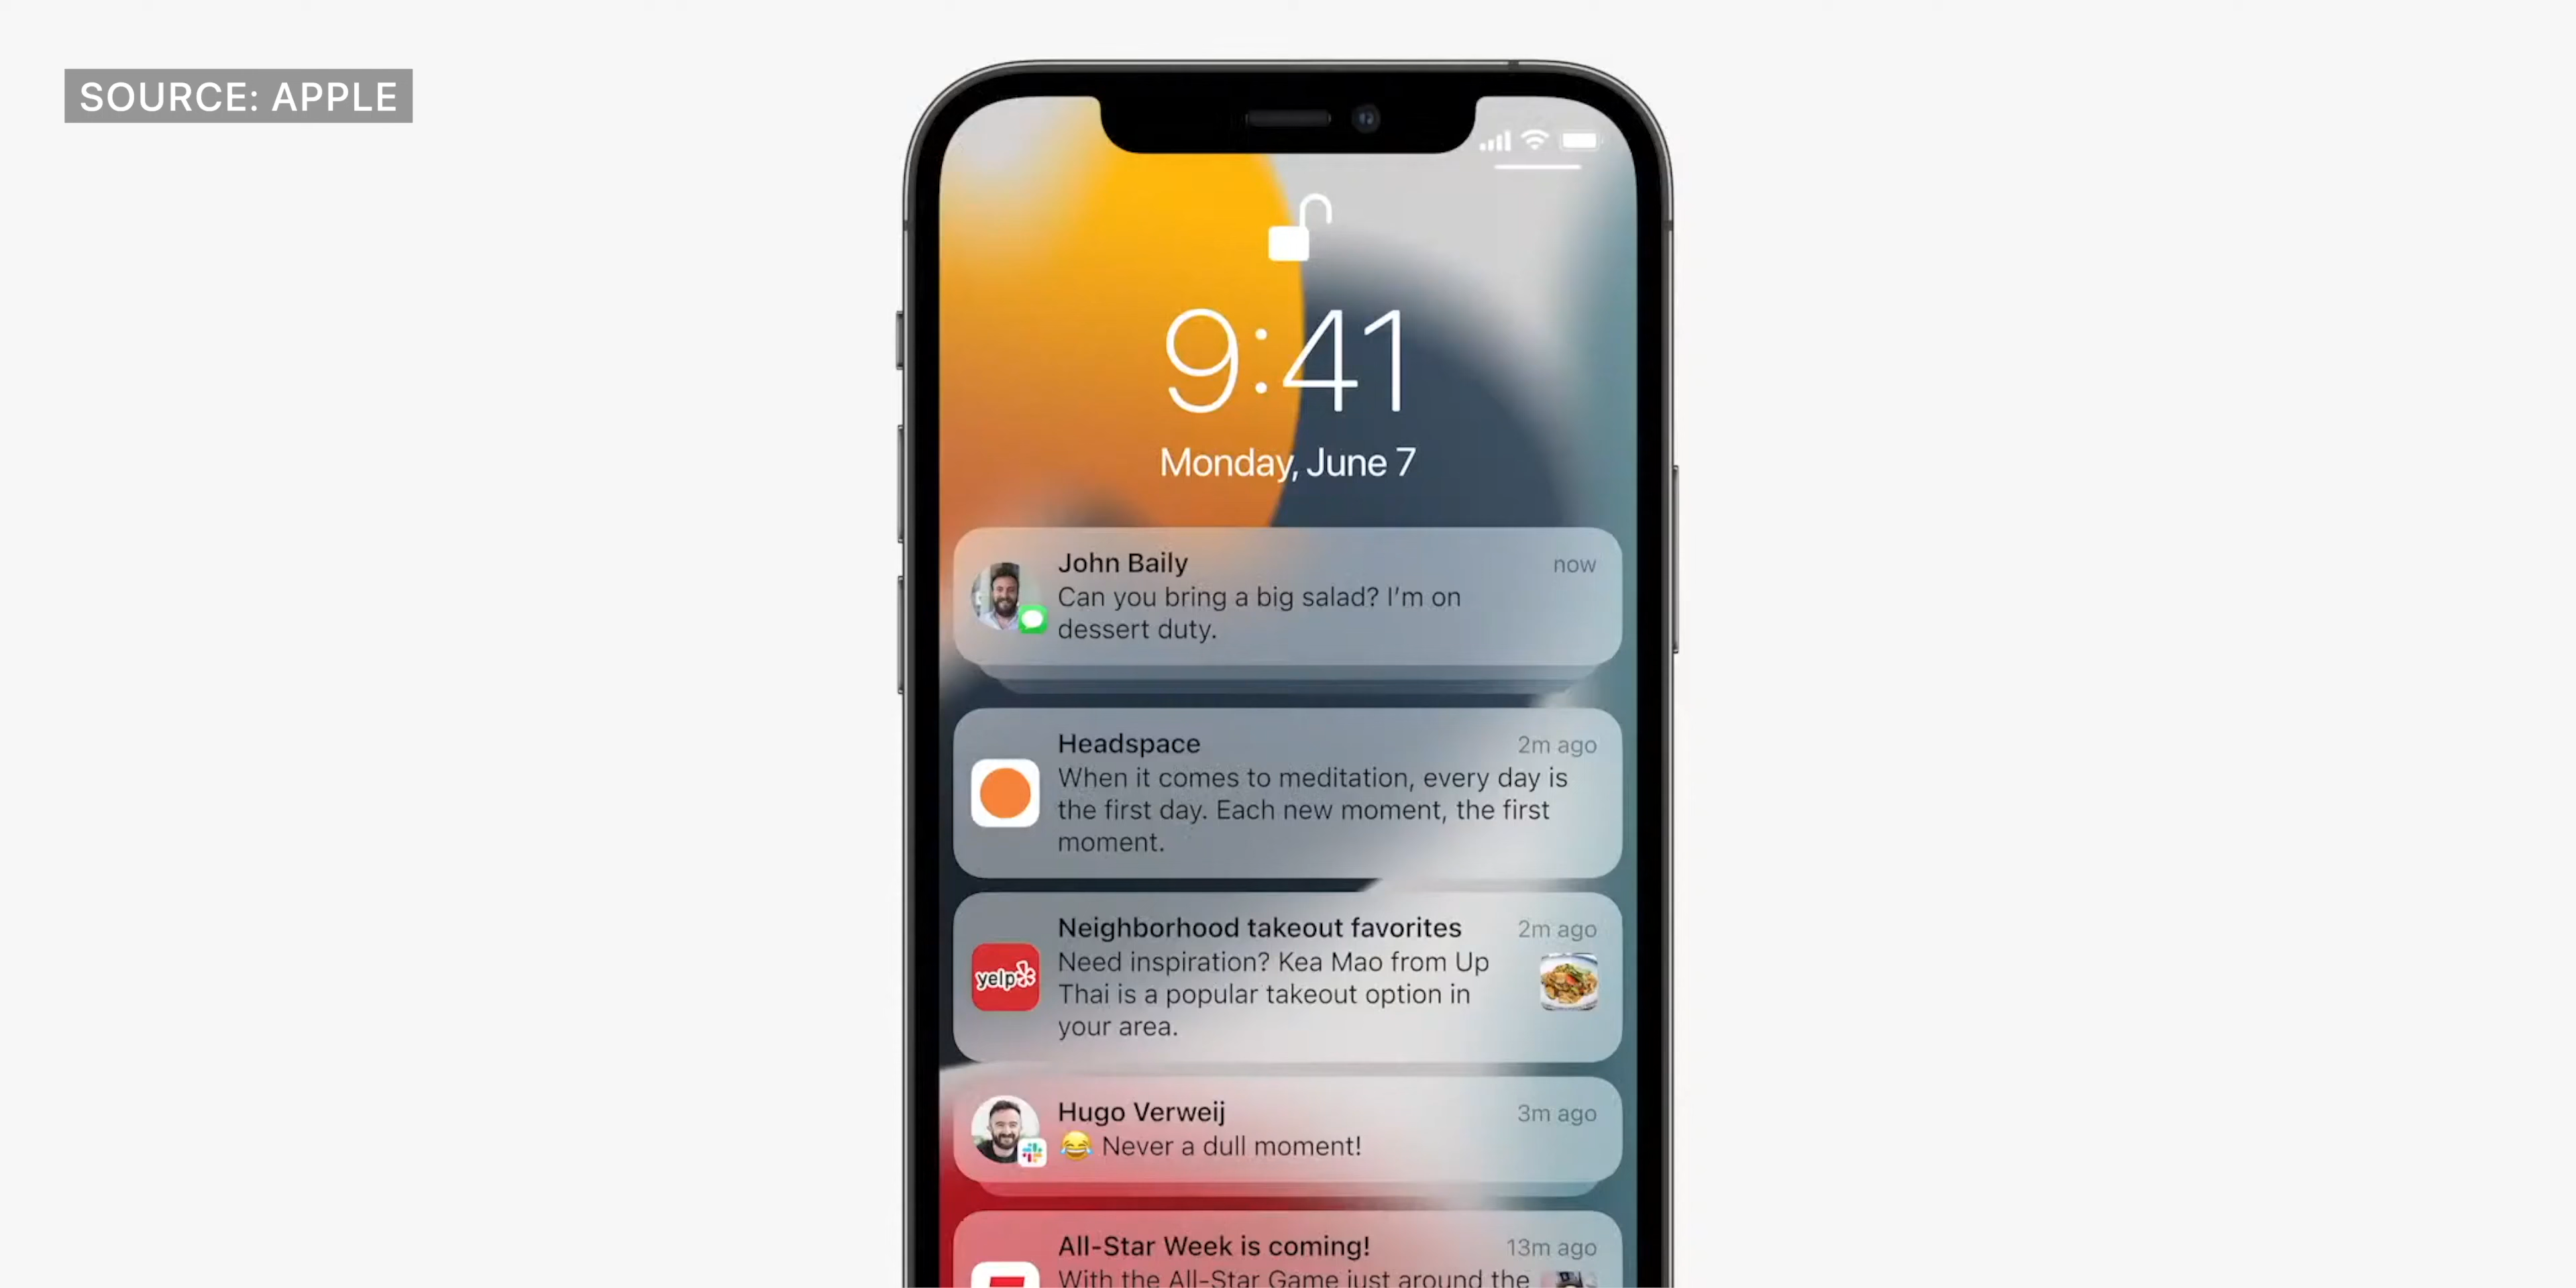 SOURCE: APPLE
9:41
Monday, June 7
John Baily
now
Can you bring a big salad? I’m on
dessert duty.
Headspace
2m ago
When it comes to meditation, every day is
the first day. Each new moment, the first
moment.
Neighborhood takeout favorites
2m ago
yelp
Need inspiration? Kea Mao from Up
Thai is a popular takeout option in
your area.
Hugo Verweij
3m ago
😂 Never a dull moment!
All-Star Week is coming!
13m ago
With the All-Star Game just around the